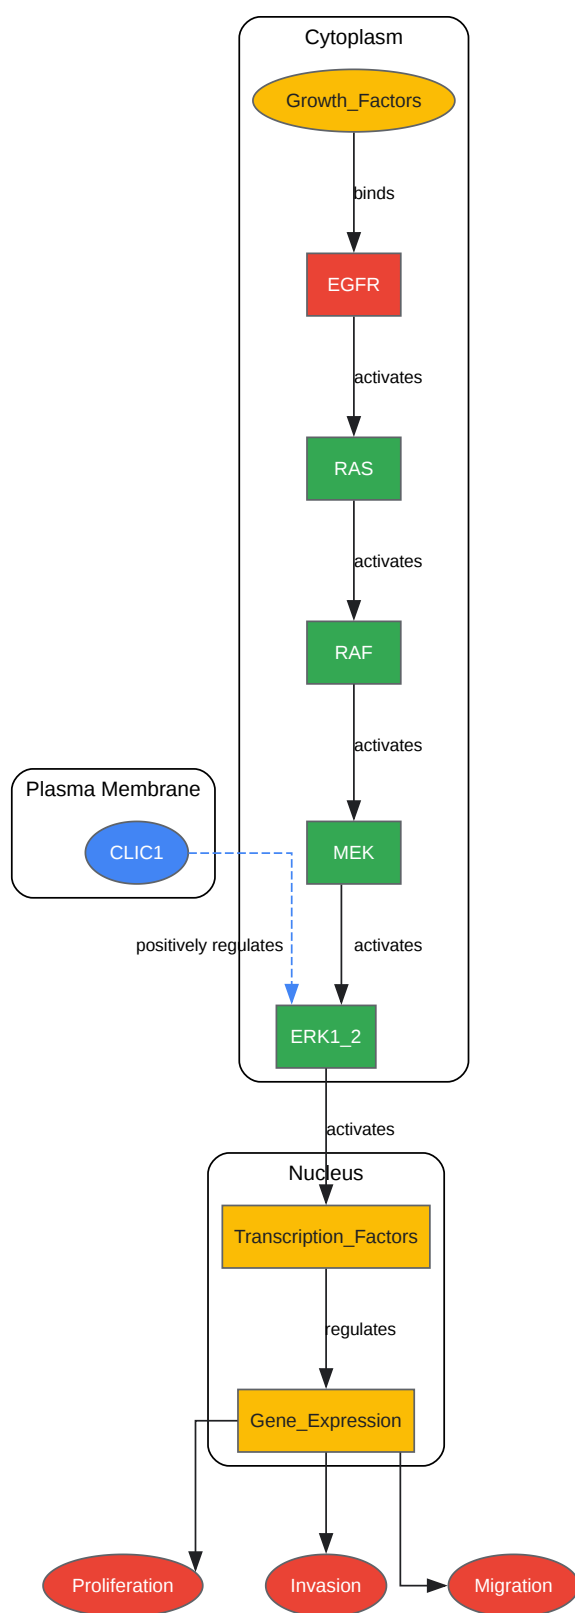 Cytoplasm
Growth_Factors
binds
EGFR
activates
RAS
activates
RAF
activates
Plasma Membrane
CLIC1
MEK
positively regulates
activates
ERK1_2
activates
Nucleus
Transcription_Factors
regulates
Gene_Expression
Proliferation
Invasion
Migration